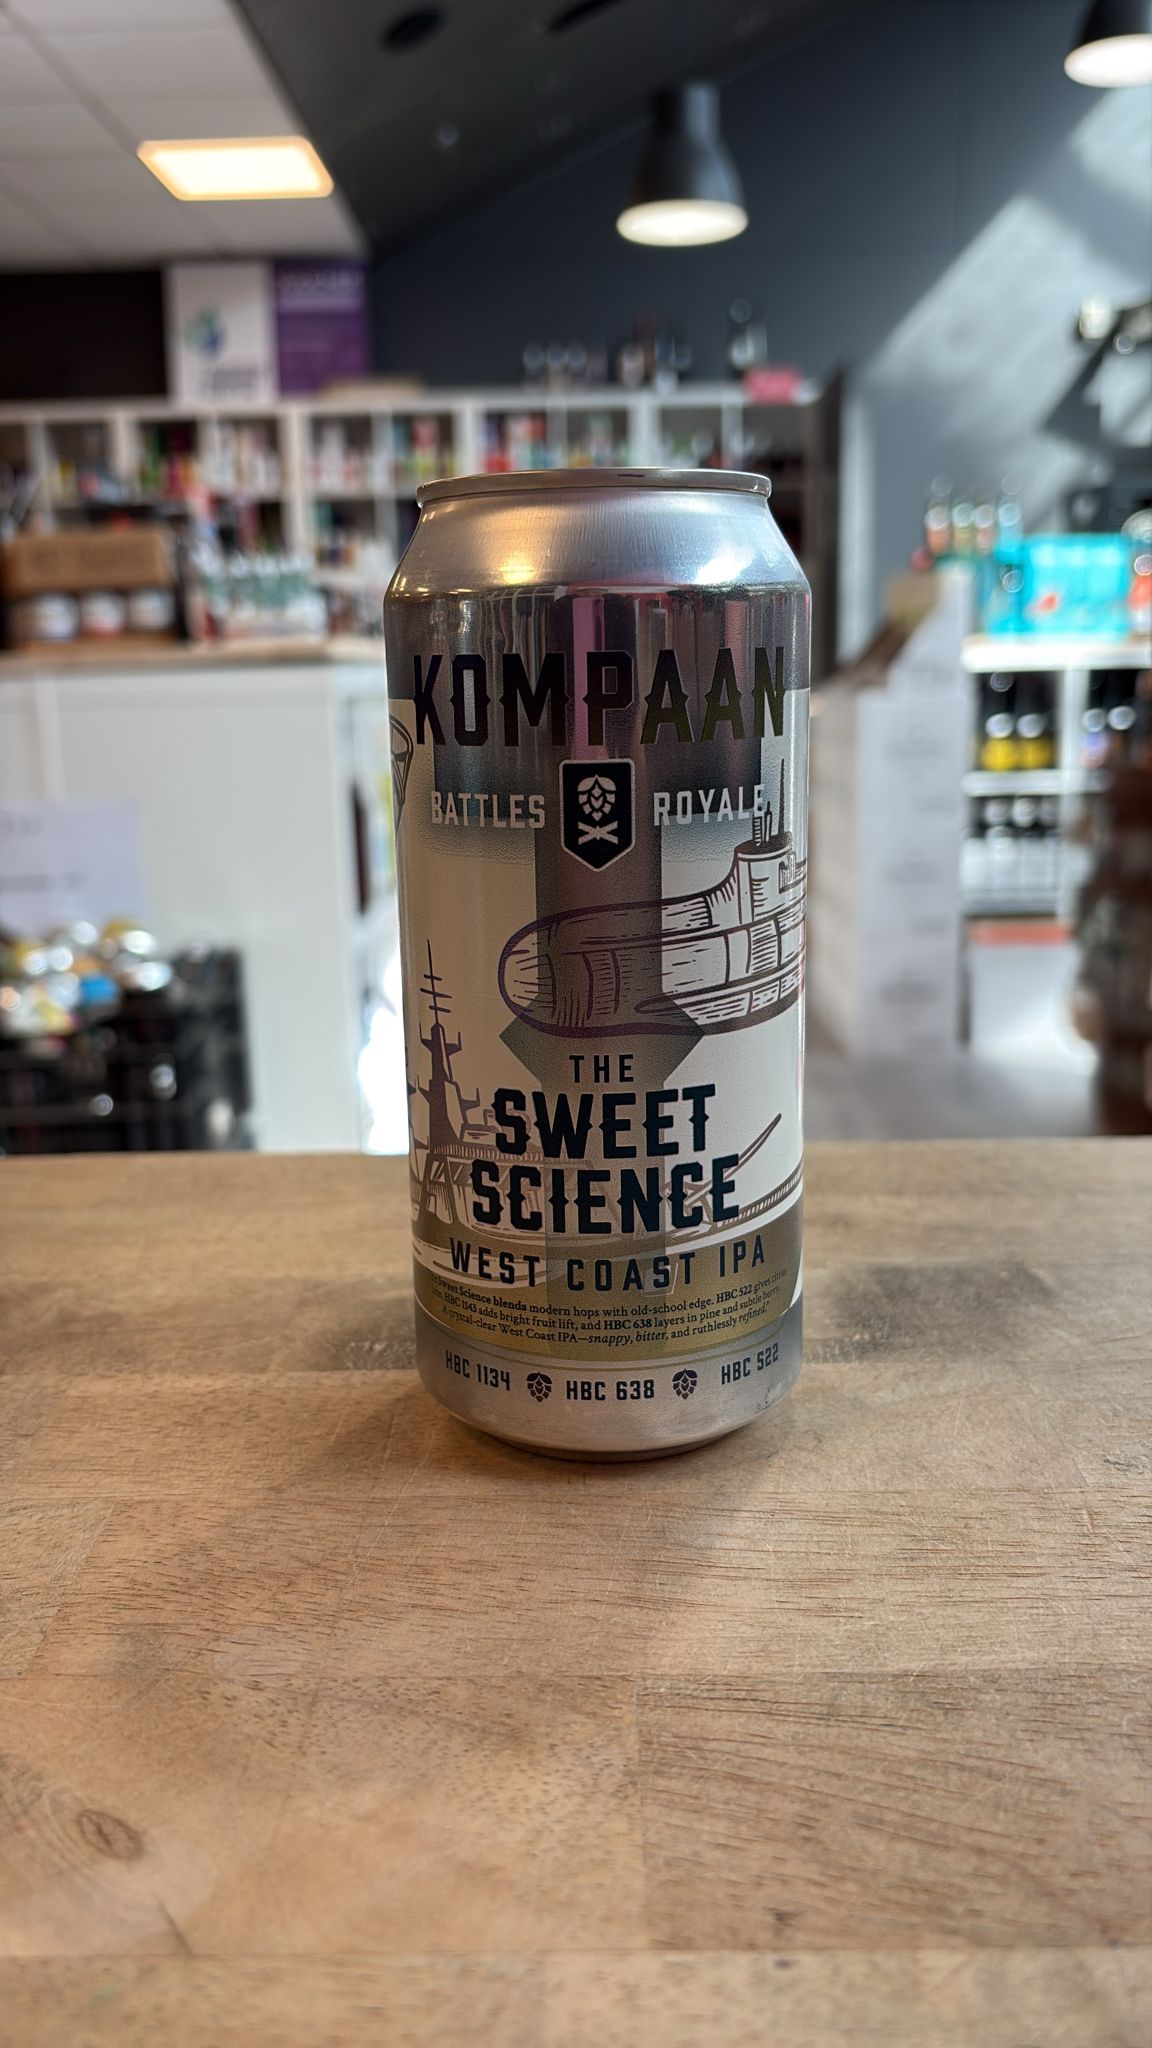 KOMPAAN
BATTLES ROYALE
THE
SWEET
SCIENCE
WEST COAST IPA
Sweet Science blends modern hops with old-school edge. HBC 522 gives citrus
HBC 1143 adds bright fruit lift, and HBC 638 layers in pine and subtle berry.
A crystal-clear West Coast IPA—snappy, bitter, and ruthlessly refined."
HBC 1134 HBC 638 HBC 522